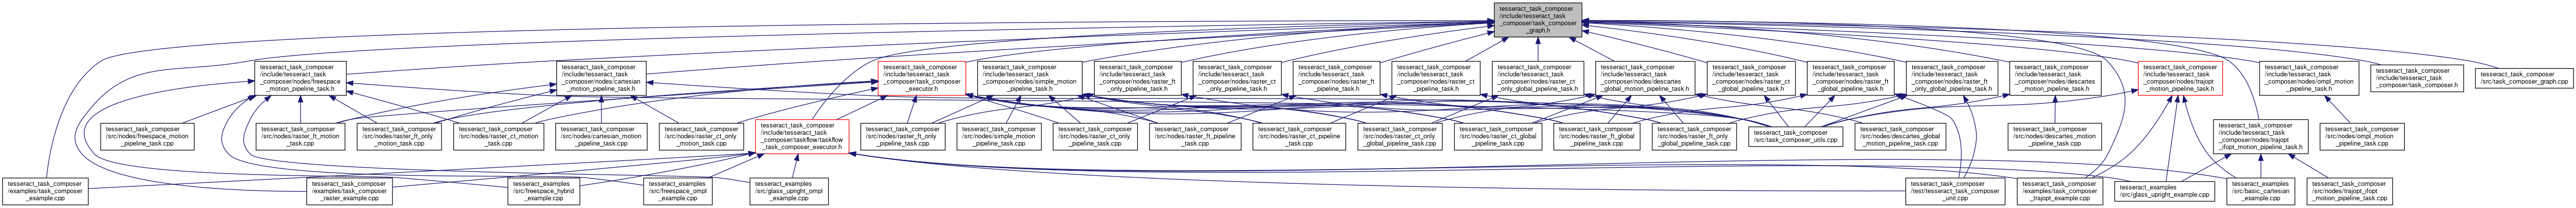 tesseract_task_composer
/include/tesseract_task
_composer/task_composer
_graph.h
tesseract_task_composer
/include/tesseract_task
_composer/nodes/freespace
_motion_pipeline_task.h
tesseract_task_composer
/include/tesseract_task
_composer/nodes/cartesian
_motion_pipeline_task.h
tesseract_task_composer
/include/tesseract_task
_composer/task_composer
_executor.h
tesseract_task_composer
/include/tesseract_task
_composer/nodes/simple_motion
_pipeline_task.h
tesseract_task_composer
/include/tesseract_task
_composer/nodes/raster_ft
_only_pipeline_task.h
tesseract_task_composer
/include/tesseract_task
_composer/nodes/raster_ct
_only_pipeline_task.h
tesseract_task_composer
/include/tesseract_task
_composer/nodes/raster_ft
_pipeline_task.h
tesseract_task_composer
/include/tesseract_task
_composer/nodes/raster_ct
_pipeline_task.h
tesseract_task_composer
/include/tesseract_task
_composer/nodes/raster_ct
_only_global_pipeline_task.h
tesseract_task_composer
/include/tesseract_task
_composer/nodes/descartes
_global_motion_pipeline_task.h
tesseract_task_composer
/include/tesseract_task
_composer/nodes/raster_ct
_global_pipeline_task.h
tesseract_task_composer
/include/tesseract_task
_composer/nodes/raster_ft
_global_pipeline_task.h
tesseract_task_composer
/include/tesseract_task
_composer/nodes/raster_ft
_only_global_pipeline_task.h
tesseract_task_composer
/include/tesseract_task
_composer/nodes/descartes
_motion_pipeline_task.h
tesseract_task_composer
/include/tesseract_task
_composer/nodes/trajopt
_motion_pipeline_task.h
tesseract_task_composer
/include/tesseract_task
_composer/nodes/ompl_motion
_pipeline_task.h
tesseract_task_composer
/include/tesseract_task
_composer/task_composer.h
tesseract_task_composer
/src/task_composer_graph.cpp
tesseract_task_composer
/src/nodes/freespace_motion
_pipeline_task.cpp
tesseract_task_composer
/src/nodes/raster_ft_motion
_task.cpp
tesseract_task_composer
/src/nodes/raster_ft_only
_motion_task.cpp
tesseract_task_composer
/src/nodes/raster_ct_motion
_task.cpp
tesseract_task_composer
/src/nodes/cartesian_motion
_pipeline_task.cpp
tesseract_task_composer
/src/nodes/raster_ct_only
_motion_task.cpp
tesseract_task_composer
/include/tesseract_task
_composer/taskflow/taskflow
_task_composer_executor.h
tesseract_task_composer
/src/nodes/raster_ft_only
_pipeline_task.cpp
tesseract_task_composer
/src/nodes/simple_motion
_pipeline_task.cpp
tesseract_task_composer
/src/nodes/raster_ct_only
_pipeline_task.cpp
tesseract_task_composer
/src/nodes/raster_ft_pipeline
_task.cpp
tesseract_task_composer
/src/nodes/raster_ct_pipeline
_task.cpp
tesseract_task_composer
/src/nodes/raster_ct_only
_global_pipeline_task.cpp
tesseract_task_composer
/src/nodes/raster_ct_global
_pipeline_task.cpp
tesseract_task_composer
/src/nodes/raster_ft_global
_pipeline_task.cpp
tesseract_task_composer
/src/nodes/raster_ft_only
_global_pipeline_task.cpp
tesseract_task_composer
/src/task_composer_utils.cpp
tesseract_task_composer
/src/nodes/descartes_global
_motion_pipeline_task.cpp
tesseract_task_composer
/src/nodes/descartes_motion
_pipeline_task.cpp
tesseract_task_composer
/include/tesseract_task
_composer/nodes/trajopt
_ifopt_motion_pipeline_task.h
tesseract_task_composer
/src/nodes/ompl_motion
_pipeline_task.cpp
tesseract_task_composer
/examples/task_composer
_example.cpp
tesseract_task_composer
/examples/task_composer
_raster_example.cpp
tesseract_examples
/src/freespace_hybrid
_example.cpp
tesseract_examples
/src/freespace_ompl
_example.cpp
tesseract_examples
/src/glass_upright_ompl
_example.cpp
tesseract_task_composer
/test/tesseract_task_composer
_unit.cpp
tesseract_task_composer
/examples/task_composer
_trajopt_example.cpp
tesseract_examples
/src/glass_upright_example.cpp
tesseract_examples
/src/basic_cartesian
_example.cpp
tesseract_task_composer
/src/nodes/trajopt_ifopt
_motion_pipeline_task.cpp